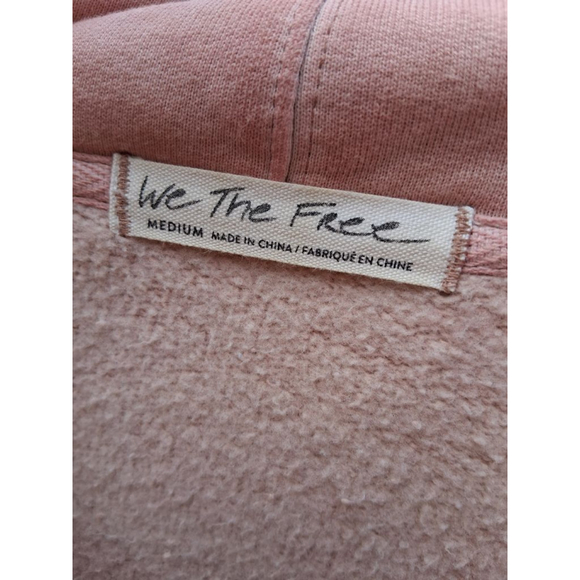 We The Free
MEDIUM MADE IN CHINA / FABRIQUÉ EN CHINE